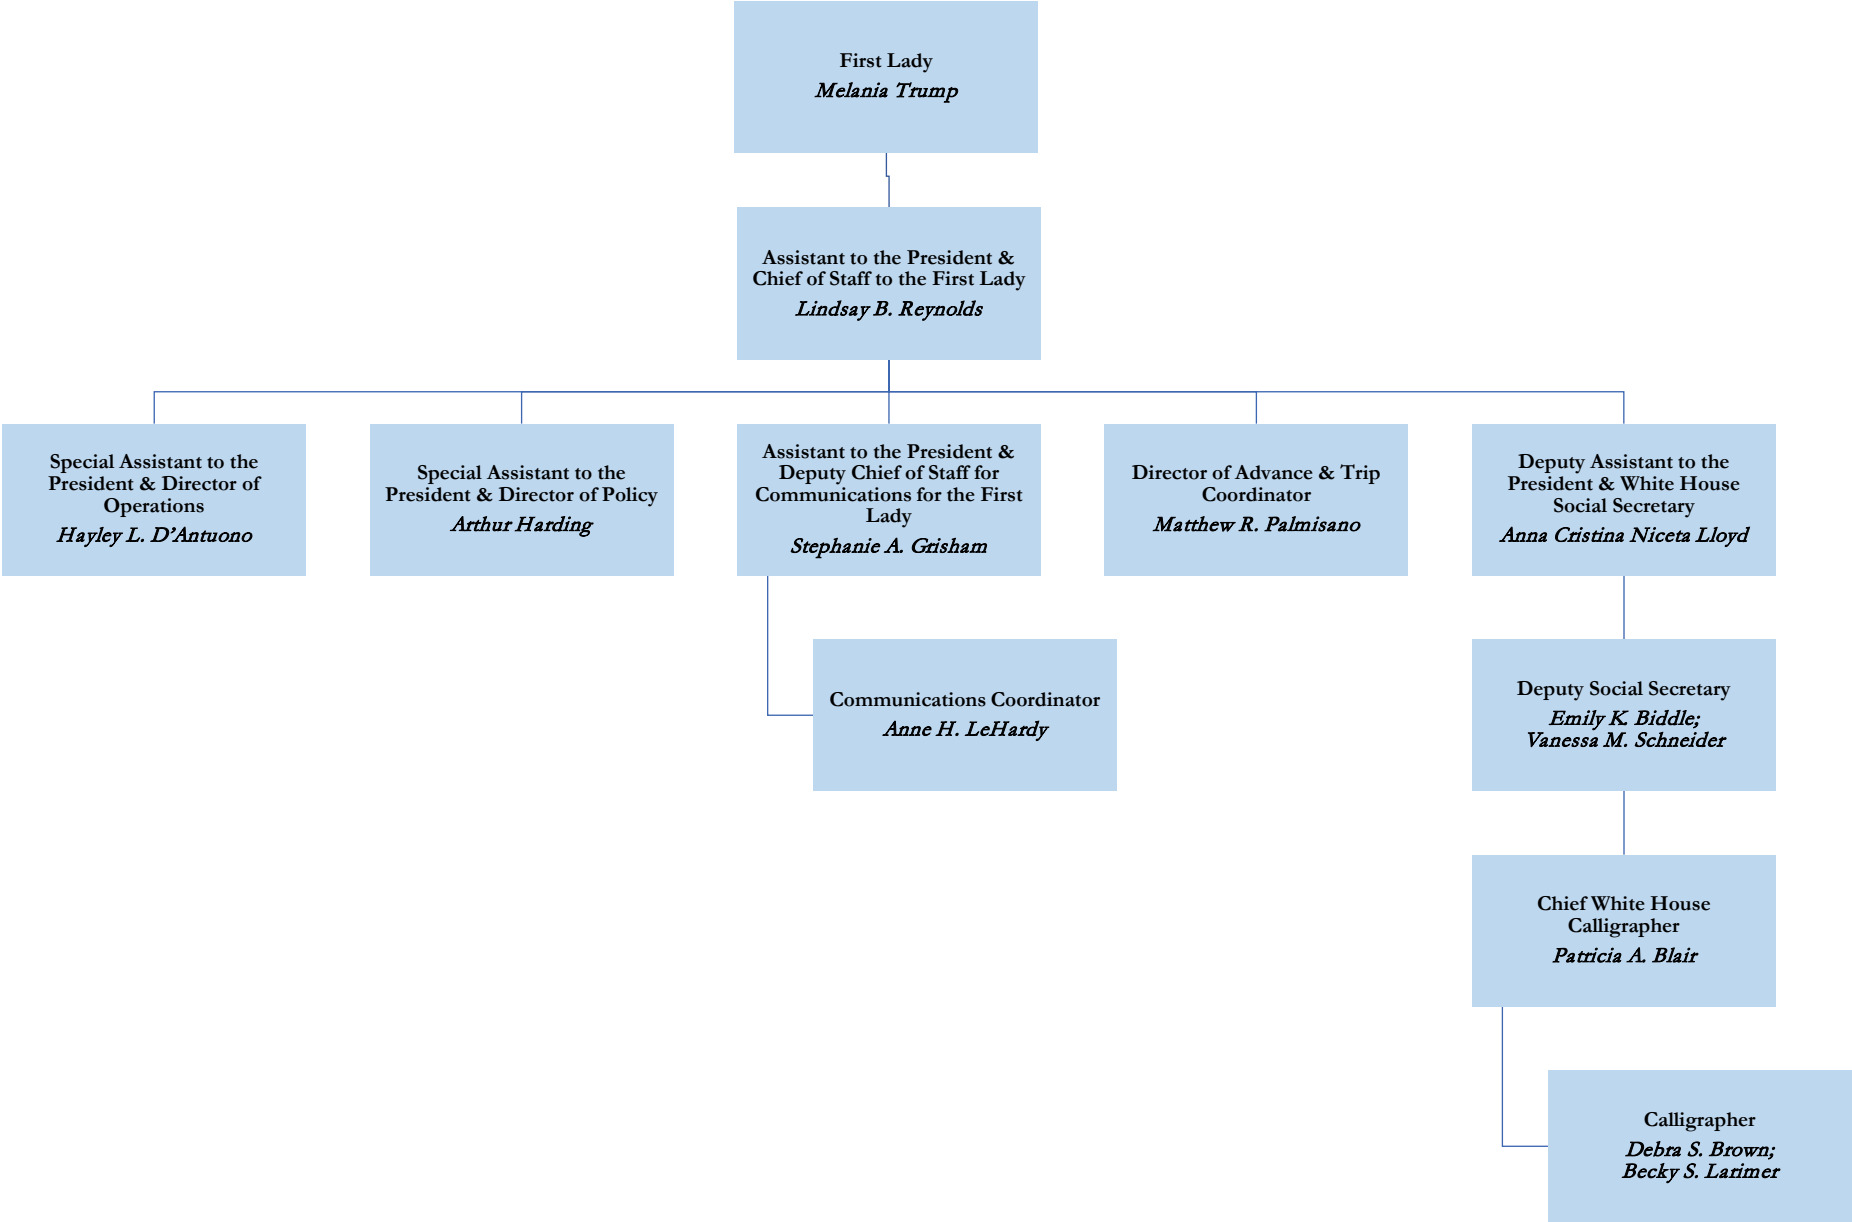 First Lady
Melania Trump
Assistant to the President &
Chief of Staff to the First Lady
Lindsay B. Reynolds
Special Assistant to the
President & Director of
Operations
Hayley L. D’Antuono
Special Assistant to the
President & Director of Policy
Arthur Harding
Assistant to the President &
Deputy Chief of Staff for
Communications for the First
Lady
Stephanie A. Grisham
Director of Advance & Trip
Coordinator
Matthew R. Palmisano
Deputy Assistant to the
President & White House
Social Secretary
Anna Cristina Niceta Lloyd
Communications Coordinator
Anne H. LeHardy
Deputy Social Secretary
Emily K. Biddle;
Vanessa M. Schneider
Chief White House
Calligrapher
Patricia A. Blair
Calligrapher
Debra S. Brown;
Becky S. Larimer